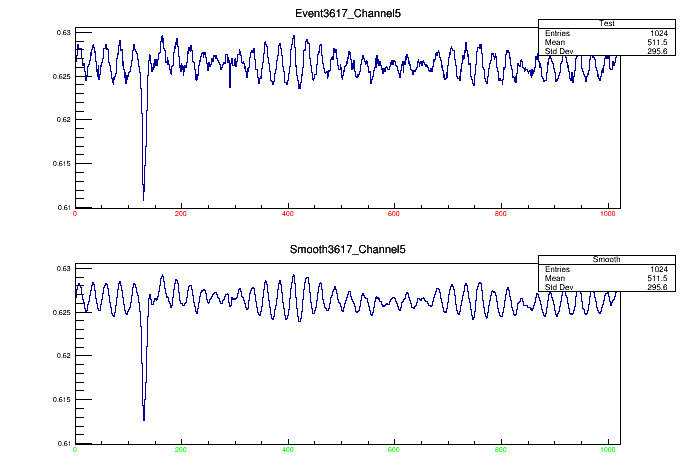 Event3617_Channel5
Test
Entries 1024
Mean 511.5
Std Dev 295.6
0.63
0.625
0.62
0.615
0.61
0 200 400 600 800 1000
Smooth3617_Channel5
Smooth
Entries 1024
Mean 511.5
Std Dev 295.6
0.63
0.625
0.62
0.615
0.61
0 200 400 600 800 1000